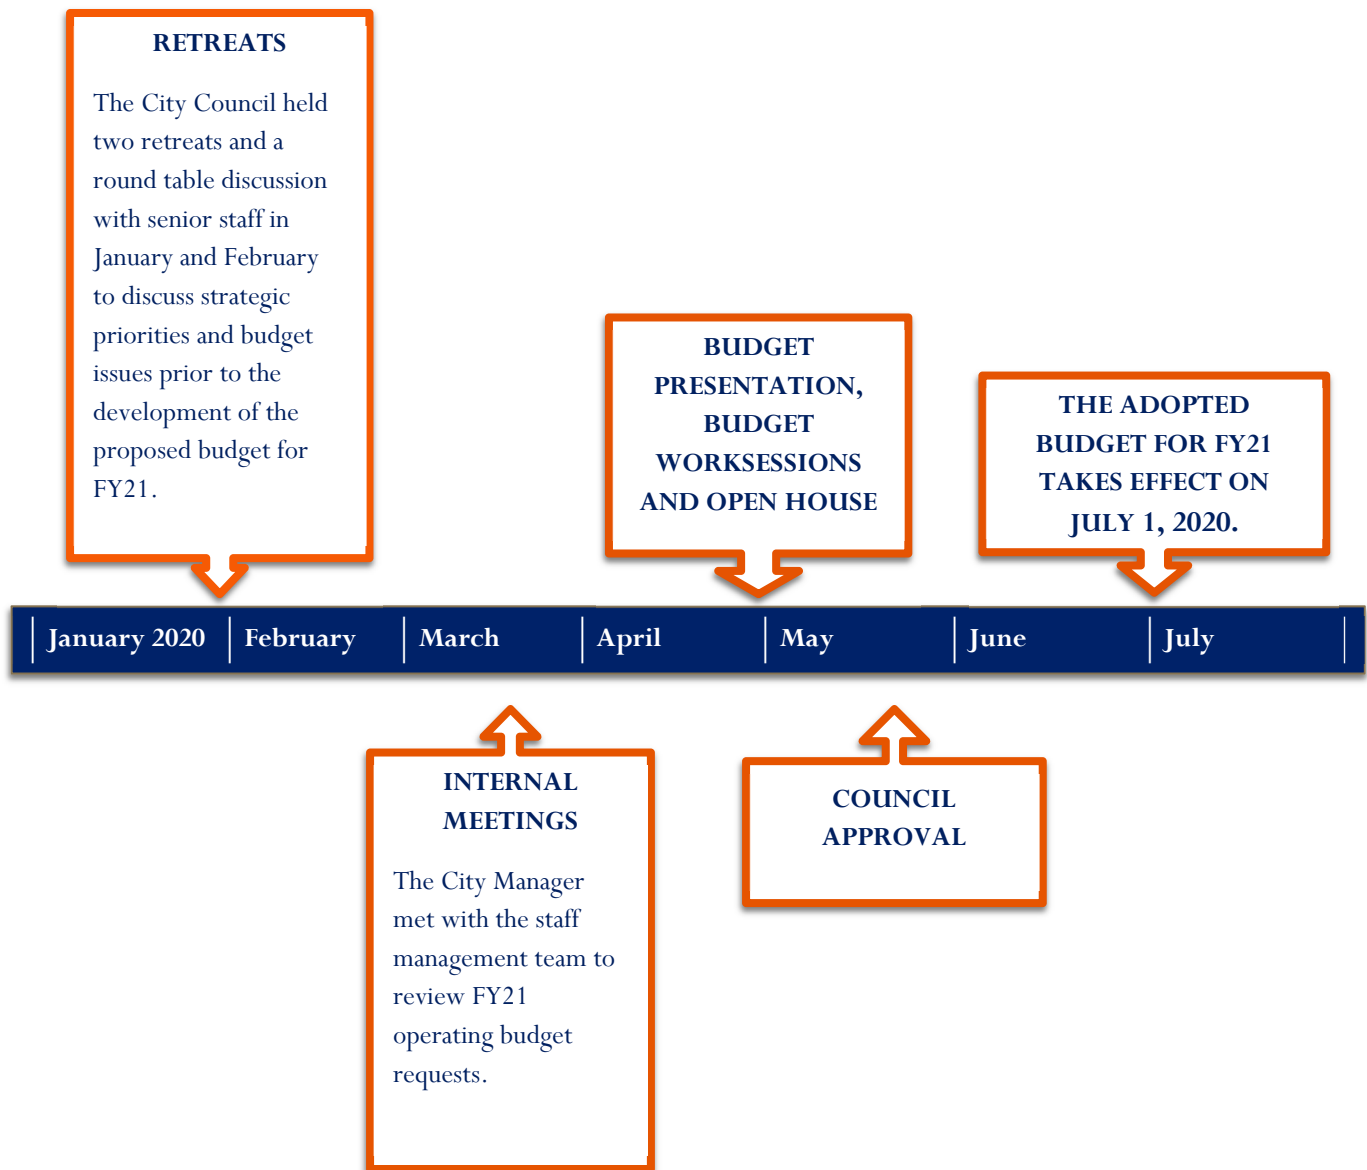 RETREATS
The City Council held
two retreats and a
round table discussion
with senior staff in
January and February
to discuss strategic
priorities and budget
issues prior to the
development of the
proposed budget for
FY21.
BUDGET
PRESENTATION,
BUDGET
WORKSESSIONS
AND OPEN HOUSE
THE ADOPTED
BUDGET FOR FY21
TAKES EFFECT ON
JULY 1, 2020.
January 2020 February March April May June July
INTERNAL
MEETINGS
The City Manager
met with the staff
management team to
review FY21
operating budget
requests.
COUNCIL
APPROVAL